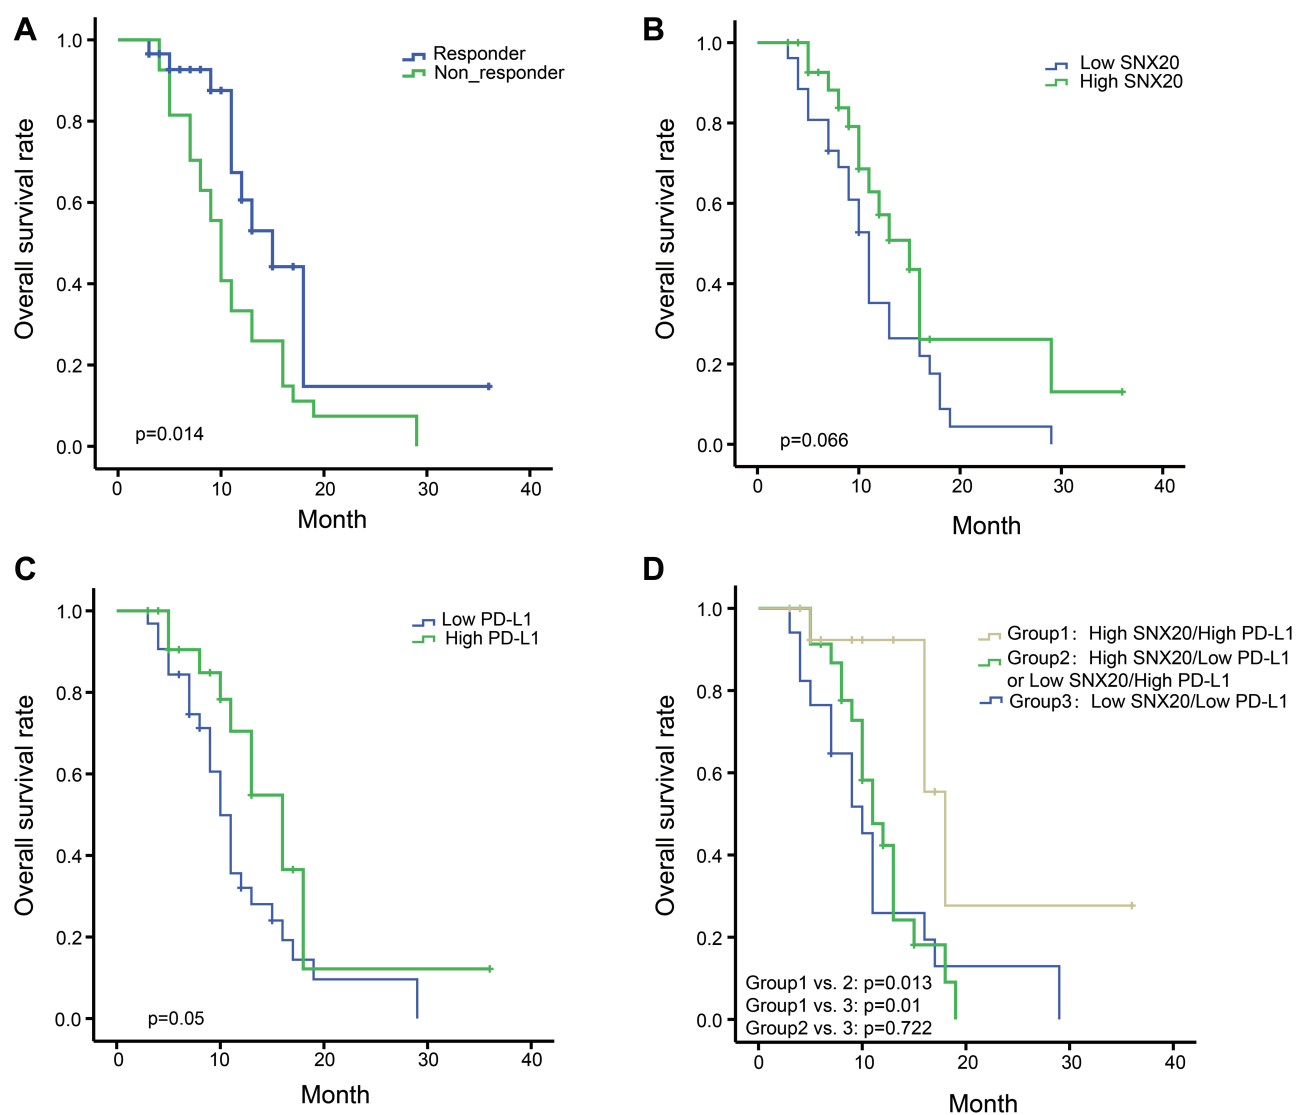 A
1.0
0.8
0.6
0.4
0.2
0.0
Overall survival rate
Responder
Non_responder
p=0.014
0 10 20 30 40
Month
B
1.0
0.8
0.6
0.4
0.2
0.0
Overall survival rate
Low SNX20
High SNX20
p=0.066
0 10 20 30 40
Month
C
1.0
0.8
0.6
0.4
0.2
0.0
Overall survival rate
Low PD-L1
High PD-L1
p=0.05
0 10 20 30 40
Month
D
1.0
0.8
0.6
0.4
0.2
0.0
Overall survival rate
Group1: High SNX20/High PD-L1
Group2: High SNX20/Low PD-L1
or Low SNX20/High PD-L1
Group3: Low SNX20/Low PD-L1
Group1 vs. 2: p=0.013
Group1 vs. 3: p=0.01
Group2 vs. 3: p=0.722
0 10 20 30 40
Month